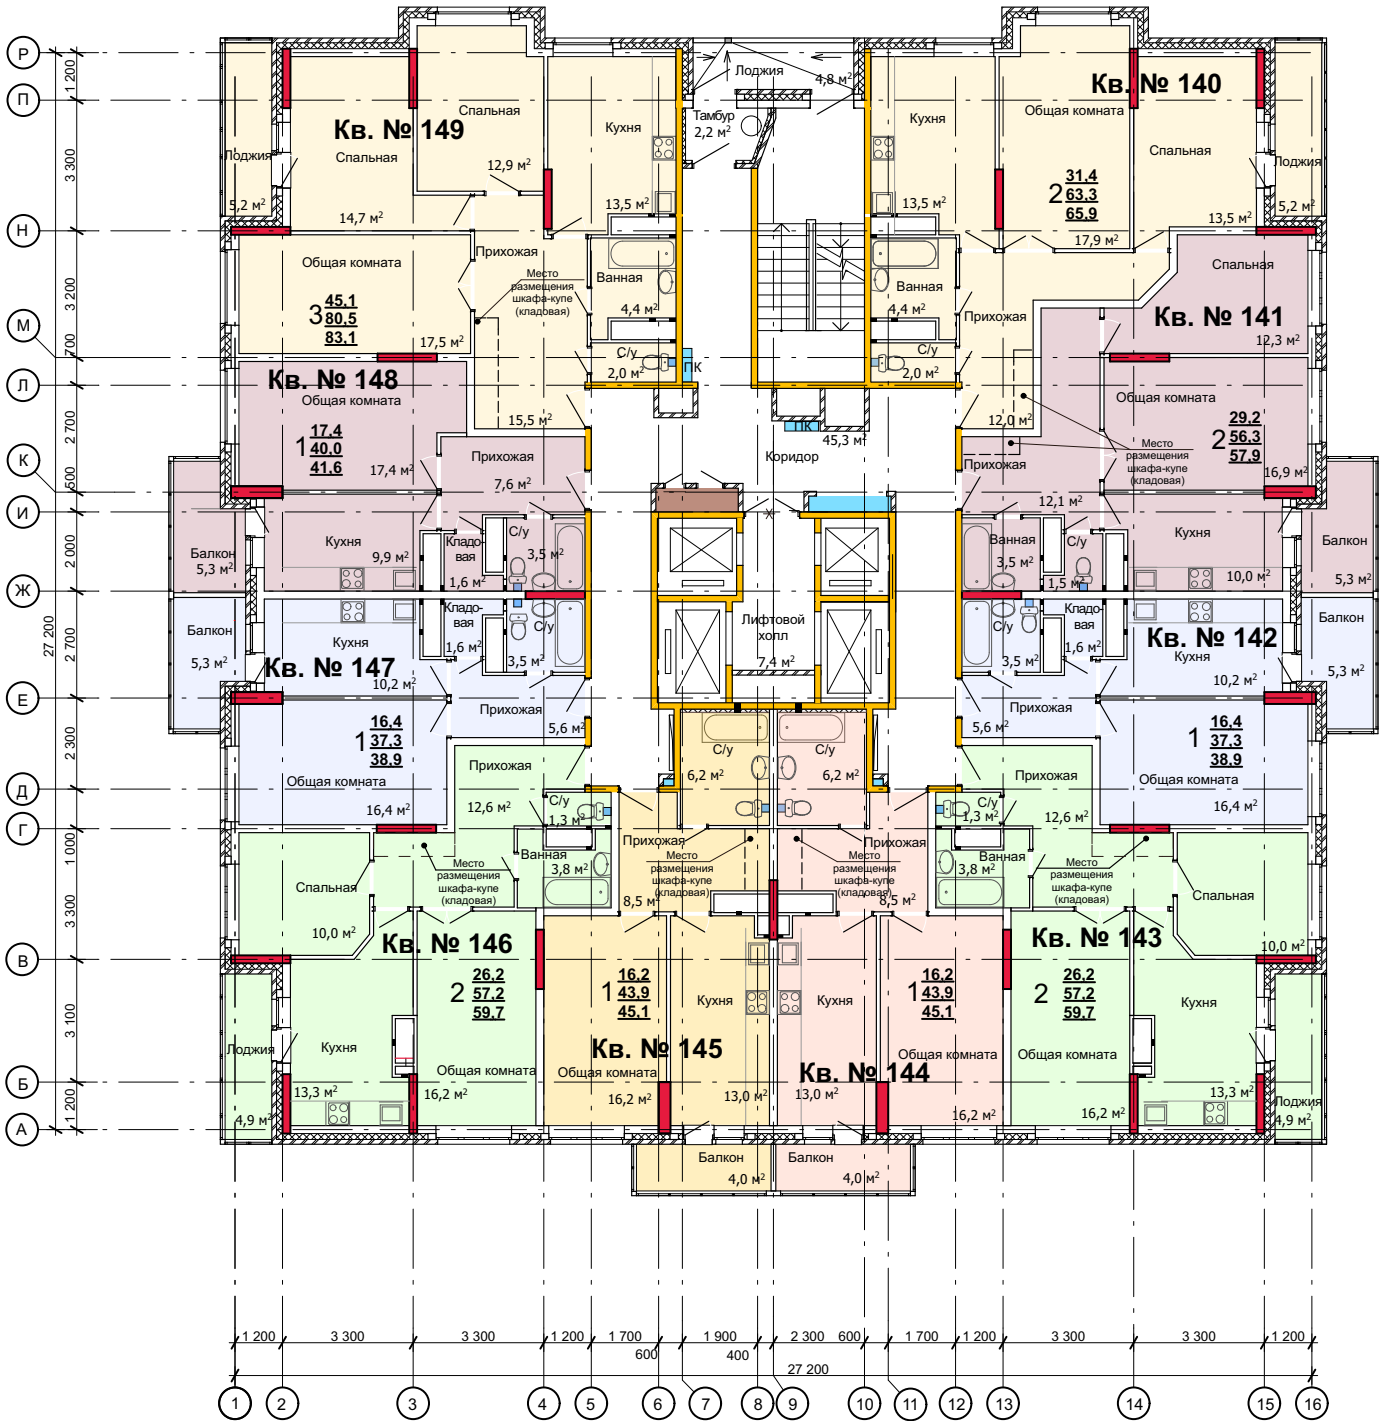 Р
П
Н
М
Л
К
И
Ж
Е
Д
Г
В
Б
А
1 200
3 300
3 200
700
2 700
500
2 000
2 700
2 300
1 000
3 300
3 100
1 200
27 200
Кв. № 149
Лоджия
5,2 м²
Спальная
14,7 м²
Спальная
12,9 м²
Кухня
13,5 м²
Общая комната
17,5 м²
3
45.1
80.5
83.1
Прихожая
15,5 м²
Место
размещения
шкафа-купе
(кладовая)
Ванная
4,4 м²
С/у
2,0 м²
Лоджия
4,8 м²
Тамбур
2,2 м²
ПК
ПК
45,3 м²
Коридор
Лифтовой
холл
7,4 м²
Кв. № 140
Кухня
13,5 м²
Общая комната
17,9 м²
2
31.4
63.3
65.9
Спальная
13,5 м²
Лоджия
5,2 м²
Ванная
4,4 м²
С/у
2,0 м²
Прихожая
12,0 м²
Кв. № 141
Спальная
12,3 м²
Общая комната
16,9 м²
2
29.2
56.3
57.9
Место
размещения
шкафа-купе
(кладовая)
Прихожая
12,1 м²
Ванная
3,5 м²
С/у
1,5 м²
Кухня
10,0 м²
Балкон
5,3 м²
Кв. № 148
Общая комната
17,4 м²
1
17.4
40.0
41.6
Прихожая
7,6 м²
Кухня
9,9 м²
Кладо-
вая
1,6 м²
С/у
3,5 м²
Балкон
5,3 м²
Кв. № 147
Балкон
5,3 м²
Кухня
10,2 м²
Кладо-
вая
1,6 м²
С/у
3,5 м²
Прихожая
5,6 м²
1
16.4
37.3
38.9
Общая комната
16,4 м²
Кв. № 142
С/у
3,5 м²
Кладо-
вая
1,6 м²
Кухня
10,2 м²
Балкон
5,3 м²
Прихожая
5,6 м²
1
16.4
37.3
38.9
Общая комната
16,4 м²
Кв. № 146
Прихожая
12,6 м²
С/у
1,3 м²
Ванная
3,8 м²
Место
размещения
шкафа-купе
(кладовая)
Спальная
10,0 м²
2
26.2
57.2
59.7
Кухня
13,3 м²
Общая комната
16,2 м²
Лоджия
4,9 м²
Кв. № 145
С/у
6,2 м²
Прихожая
8,5 м²
Место
размещения
шкафа-купе
(кладовая)
1
16.2
43.9
45.1
Общая комната
16,2 м²
Кухня
13,0 м²
Балкон
4,0 м²
Кв. № 144
С/у
6,2 м²
Прихожая
8,5 м²
Место
размещения
шкафа-купе
(кладовая)
Кухня
13,0 м²
1
16.2
43.9
45.1
Общая комната
16,2 м²
Балкон
4,0 м²
Кв. № 143
Прихожая
12,6 м²
С/у
1,3 м²
Ванная
3,8 м²
Место
размещения
шкафа-купе
(кладовая)
Спальная
10,0 м²
2
26.2
57.2
59.7
Общая комната
16,2 м²
Кухня
13,3 м²
Лоджия
4,9 м²
1 200
3 300
3 300
1 200
1 700
600
1 900
400
2 300
600
1 700
1 200
3 300
3 300
1 200
27 200
1
2
3
4
5
6
7
8
9
10
11
12
13
14
15
16